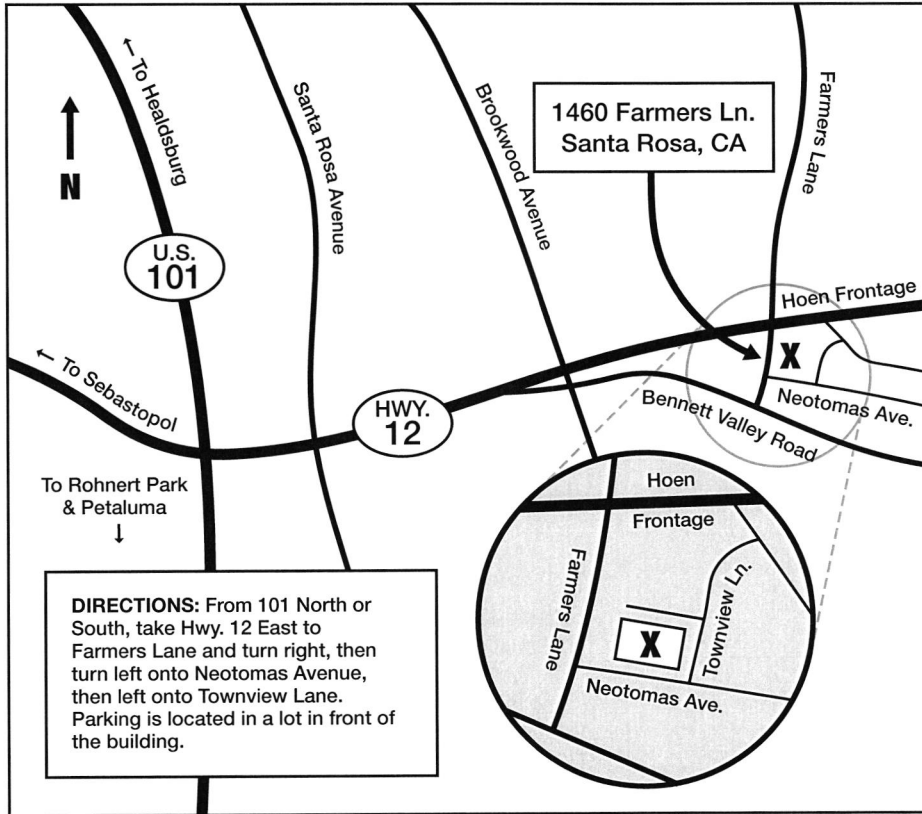 ← To Healdsburg
N
Santa Rosa Avenue
Brookwood Avenue
1460 Farmers Ln.
Santa Rosa, CA
Farmers Lane
U.S.
101
Hoen Frontage
X
← To Sebastopol
HWY.
12
Neotomas Ave.
Bennett Valley Road
To Rohnert Park
& Petaluma
↓
Hoen
Frontage
Farmers Lane
Townview Ln.
X
Neotomas Ave.
DIRECTIONS: From 101 North or
South, take Hwy. 12 East to
Farmers Lane and turn right, then
turn left onto Neotomas Avenue,
then left onto Townview Lane.
Parking is located in a lot in front of
the building.